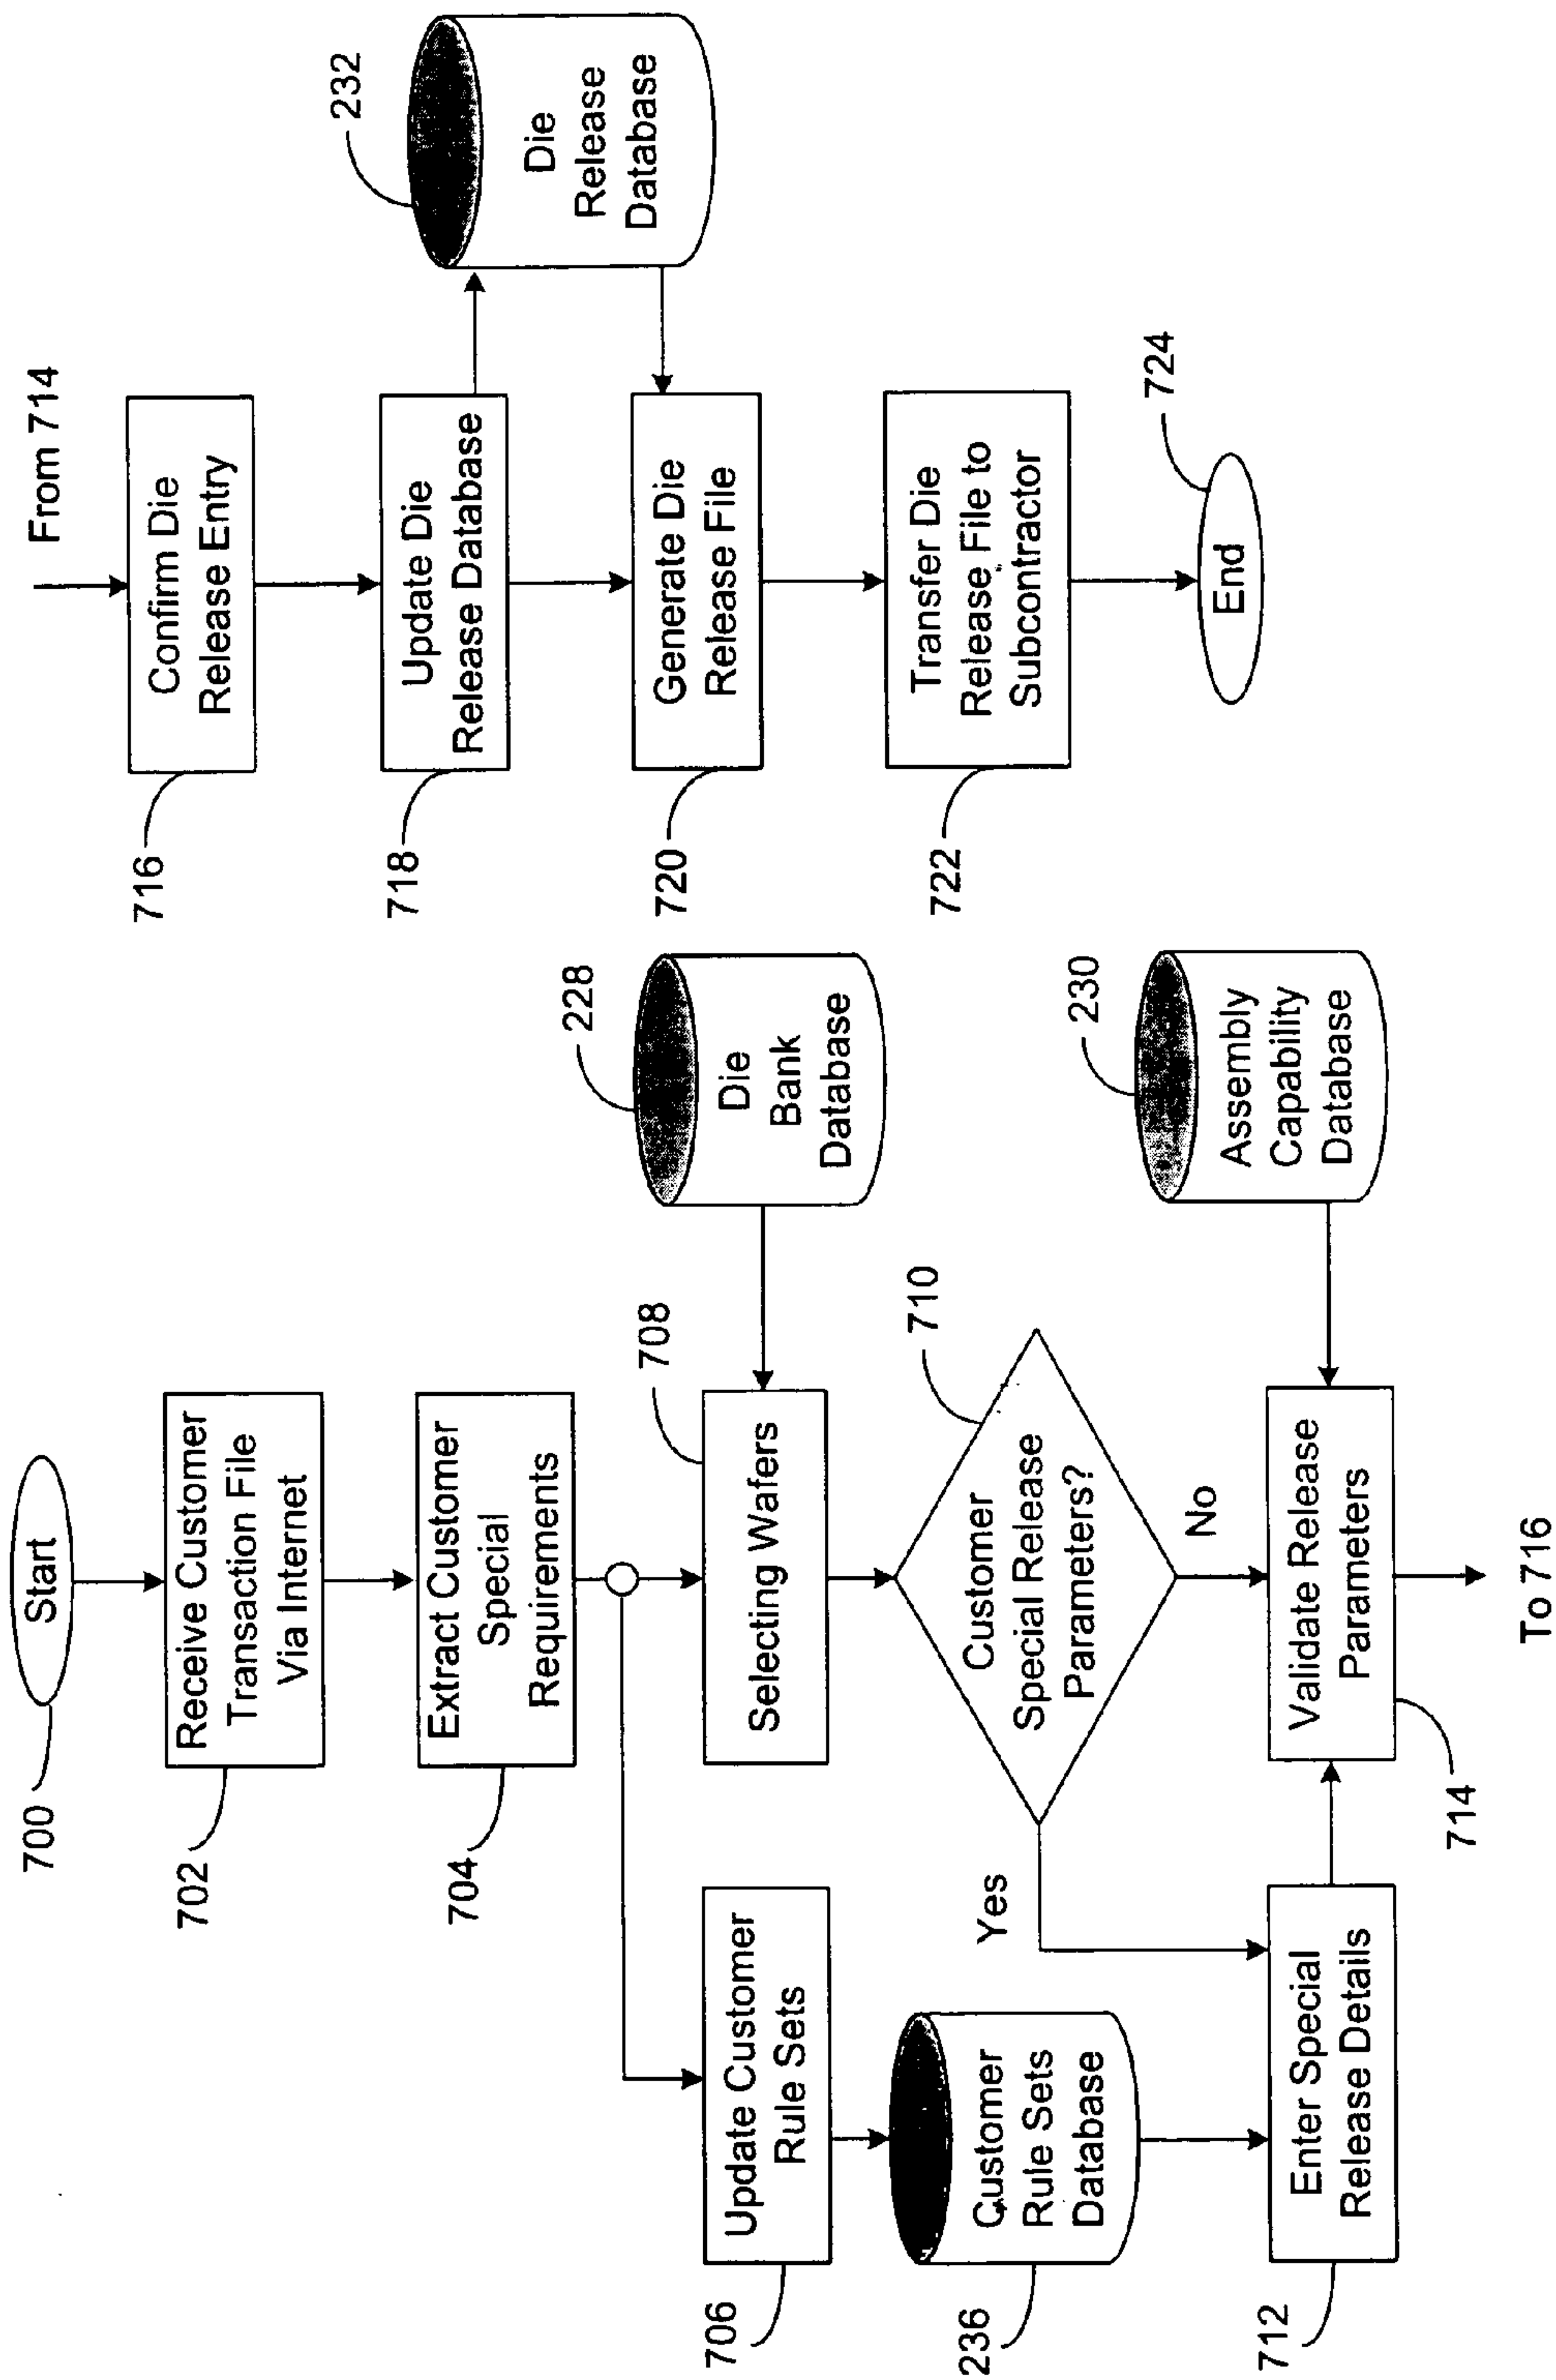 700
Start
702
Receive Customer
Transaction File
Via Internet
704
Extract Customer
Special
Requirements
706
Update Customer
Rule Sets
708
Selecting Wafers
228
Die
Bank
Database
236
Customer
Rule Sets
Database
710
Customer
Special Release
Parameters?
Yes
No
712
Enter Special
Release Details
714
Validate Release
Parameters
230
Assembly
Capability
Database
To 716
From 714
716
Confirm Die
Release Entry
718
Update Die
Release Database
232
Die
Release
Database
720
Generate Die
Release File
722
Transfer Die
Release File to
Subcontractor
724
End